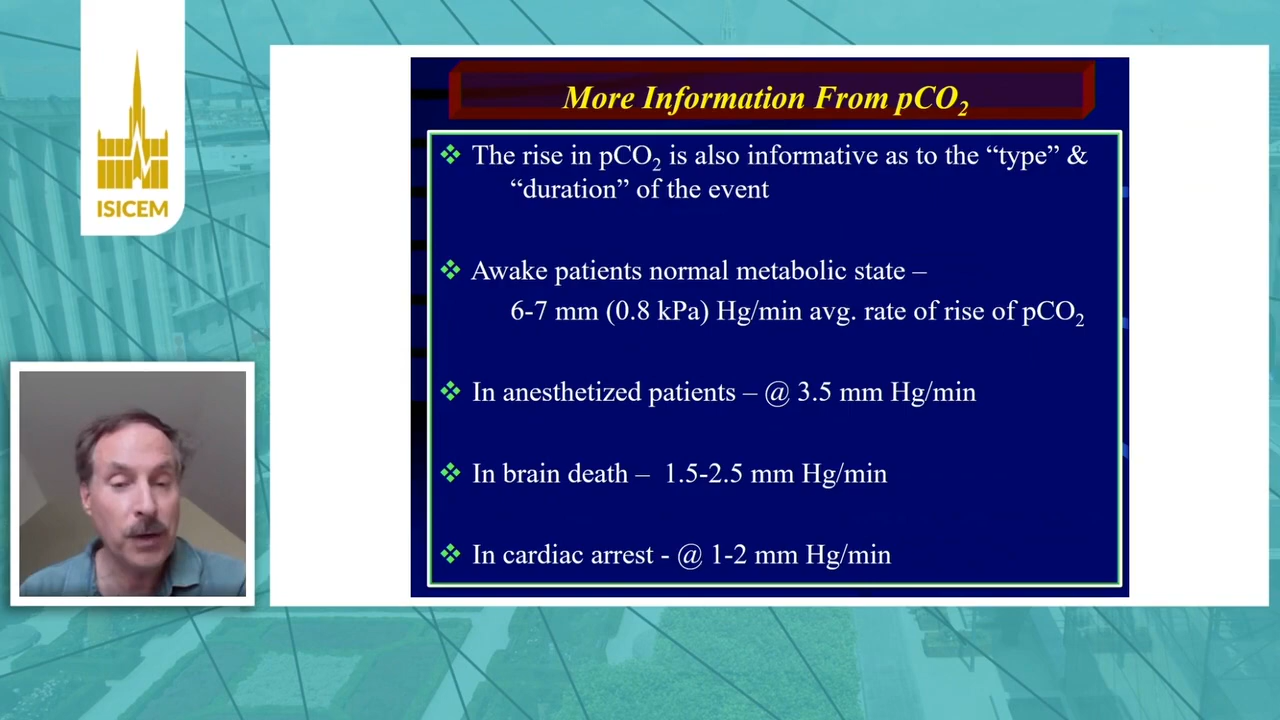 ISICEM
More Information From pCO₂
❖ The rise in pCO₂ is also informative as to the “type” &
“duration” of the event
❖ Awake patients normal metabolic state –
6-7 mm (0.8 kPa) Hg/min avg. rate of rise of pCO₂
❖ In anesthetized patients – @ 3.5 mm Hg/min
❖ In brain death – 1.5-2.5 mm Hg/min
❖ In cardiac arrest - @ 1-2 mm Hg/min